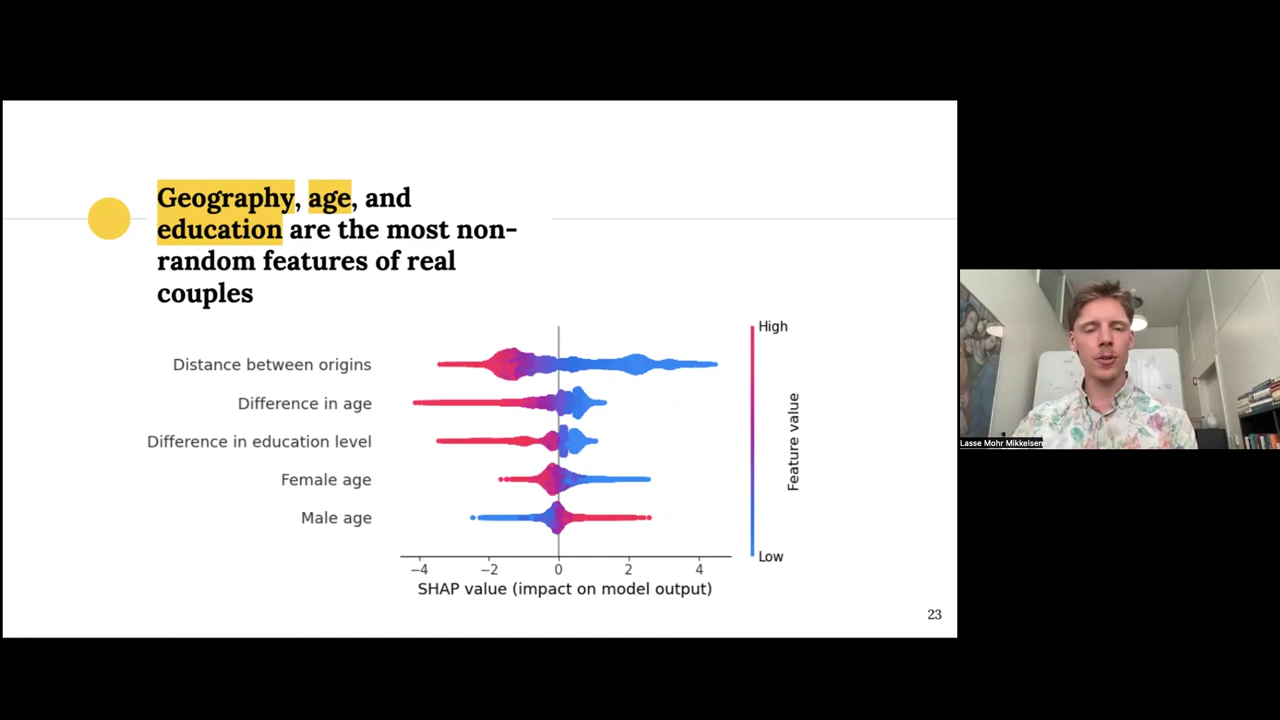 Geography, age, and
education are the most non-
random features of real
couples
Distance between origins
Difference in age
Difference in education level
Female age
Male age
−4 −2 0 2 4
SHAP value (impact on model output)
High
Feature value
Low
23
Lasse Mohr Mikkelsen